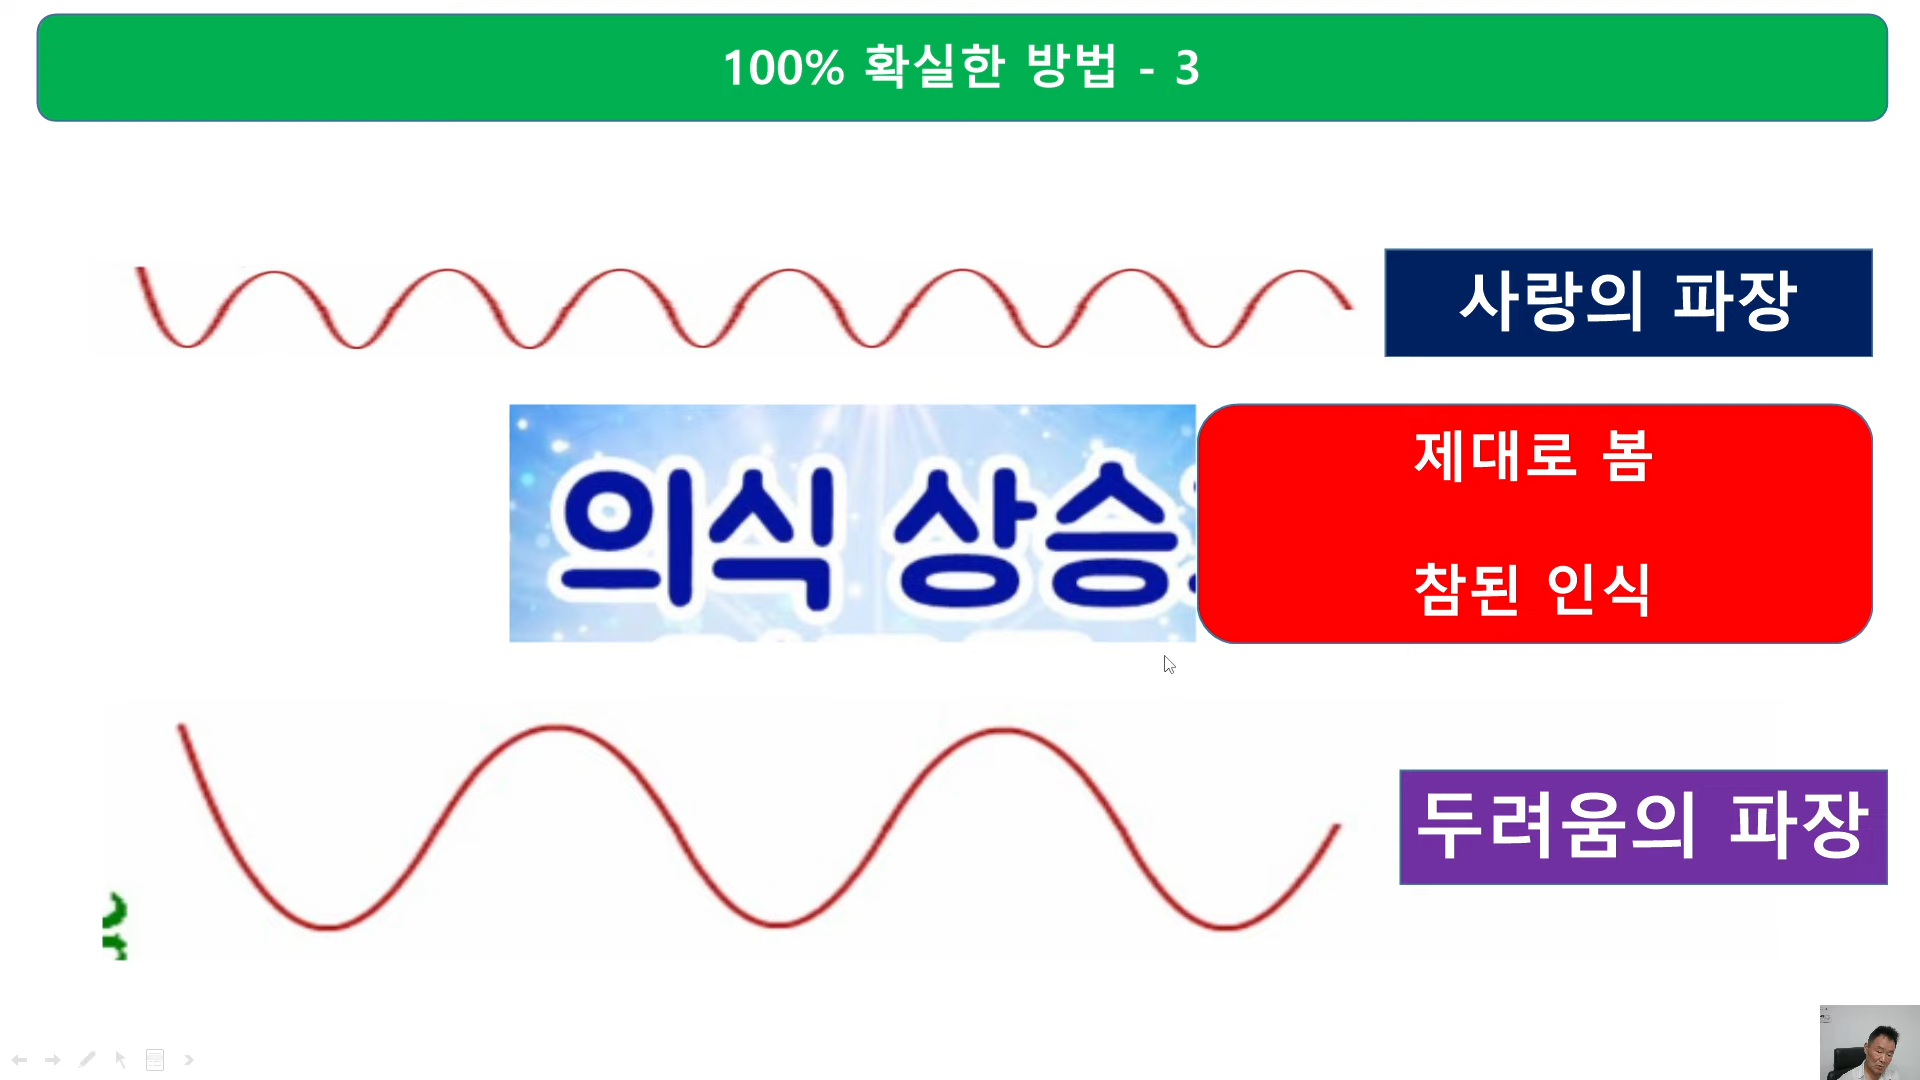 100% 확실한 방법 - 3
사랑의 파장
의식 상승
제대로 봄
참된 인식
두려움의 파장